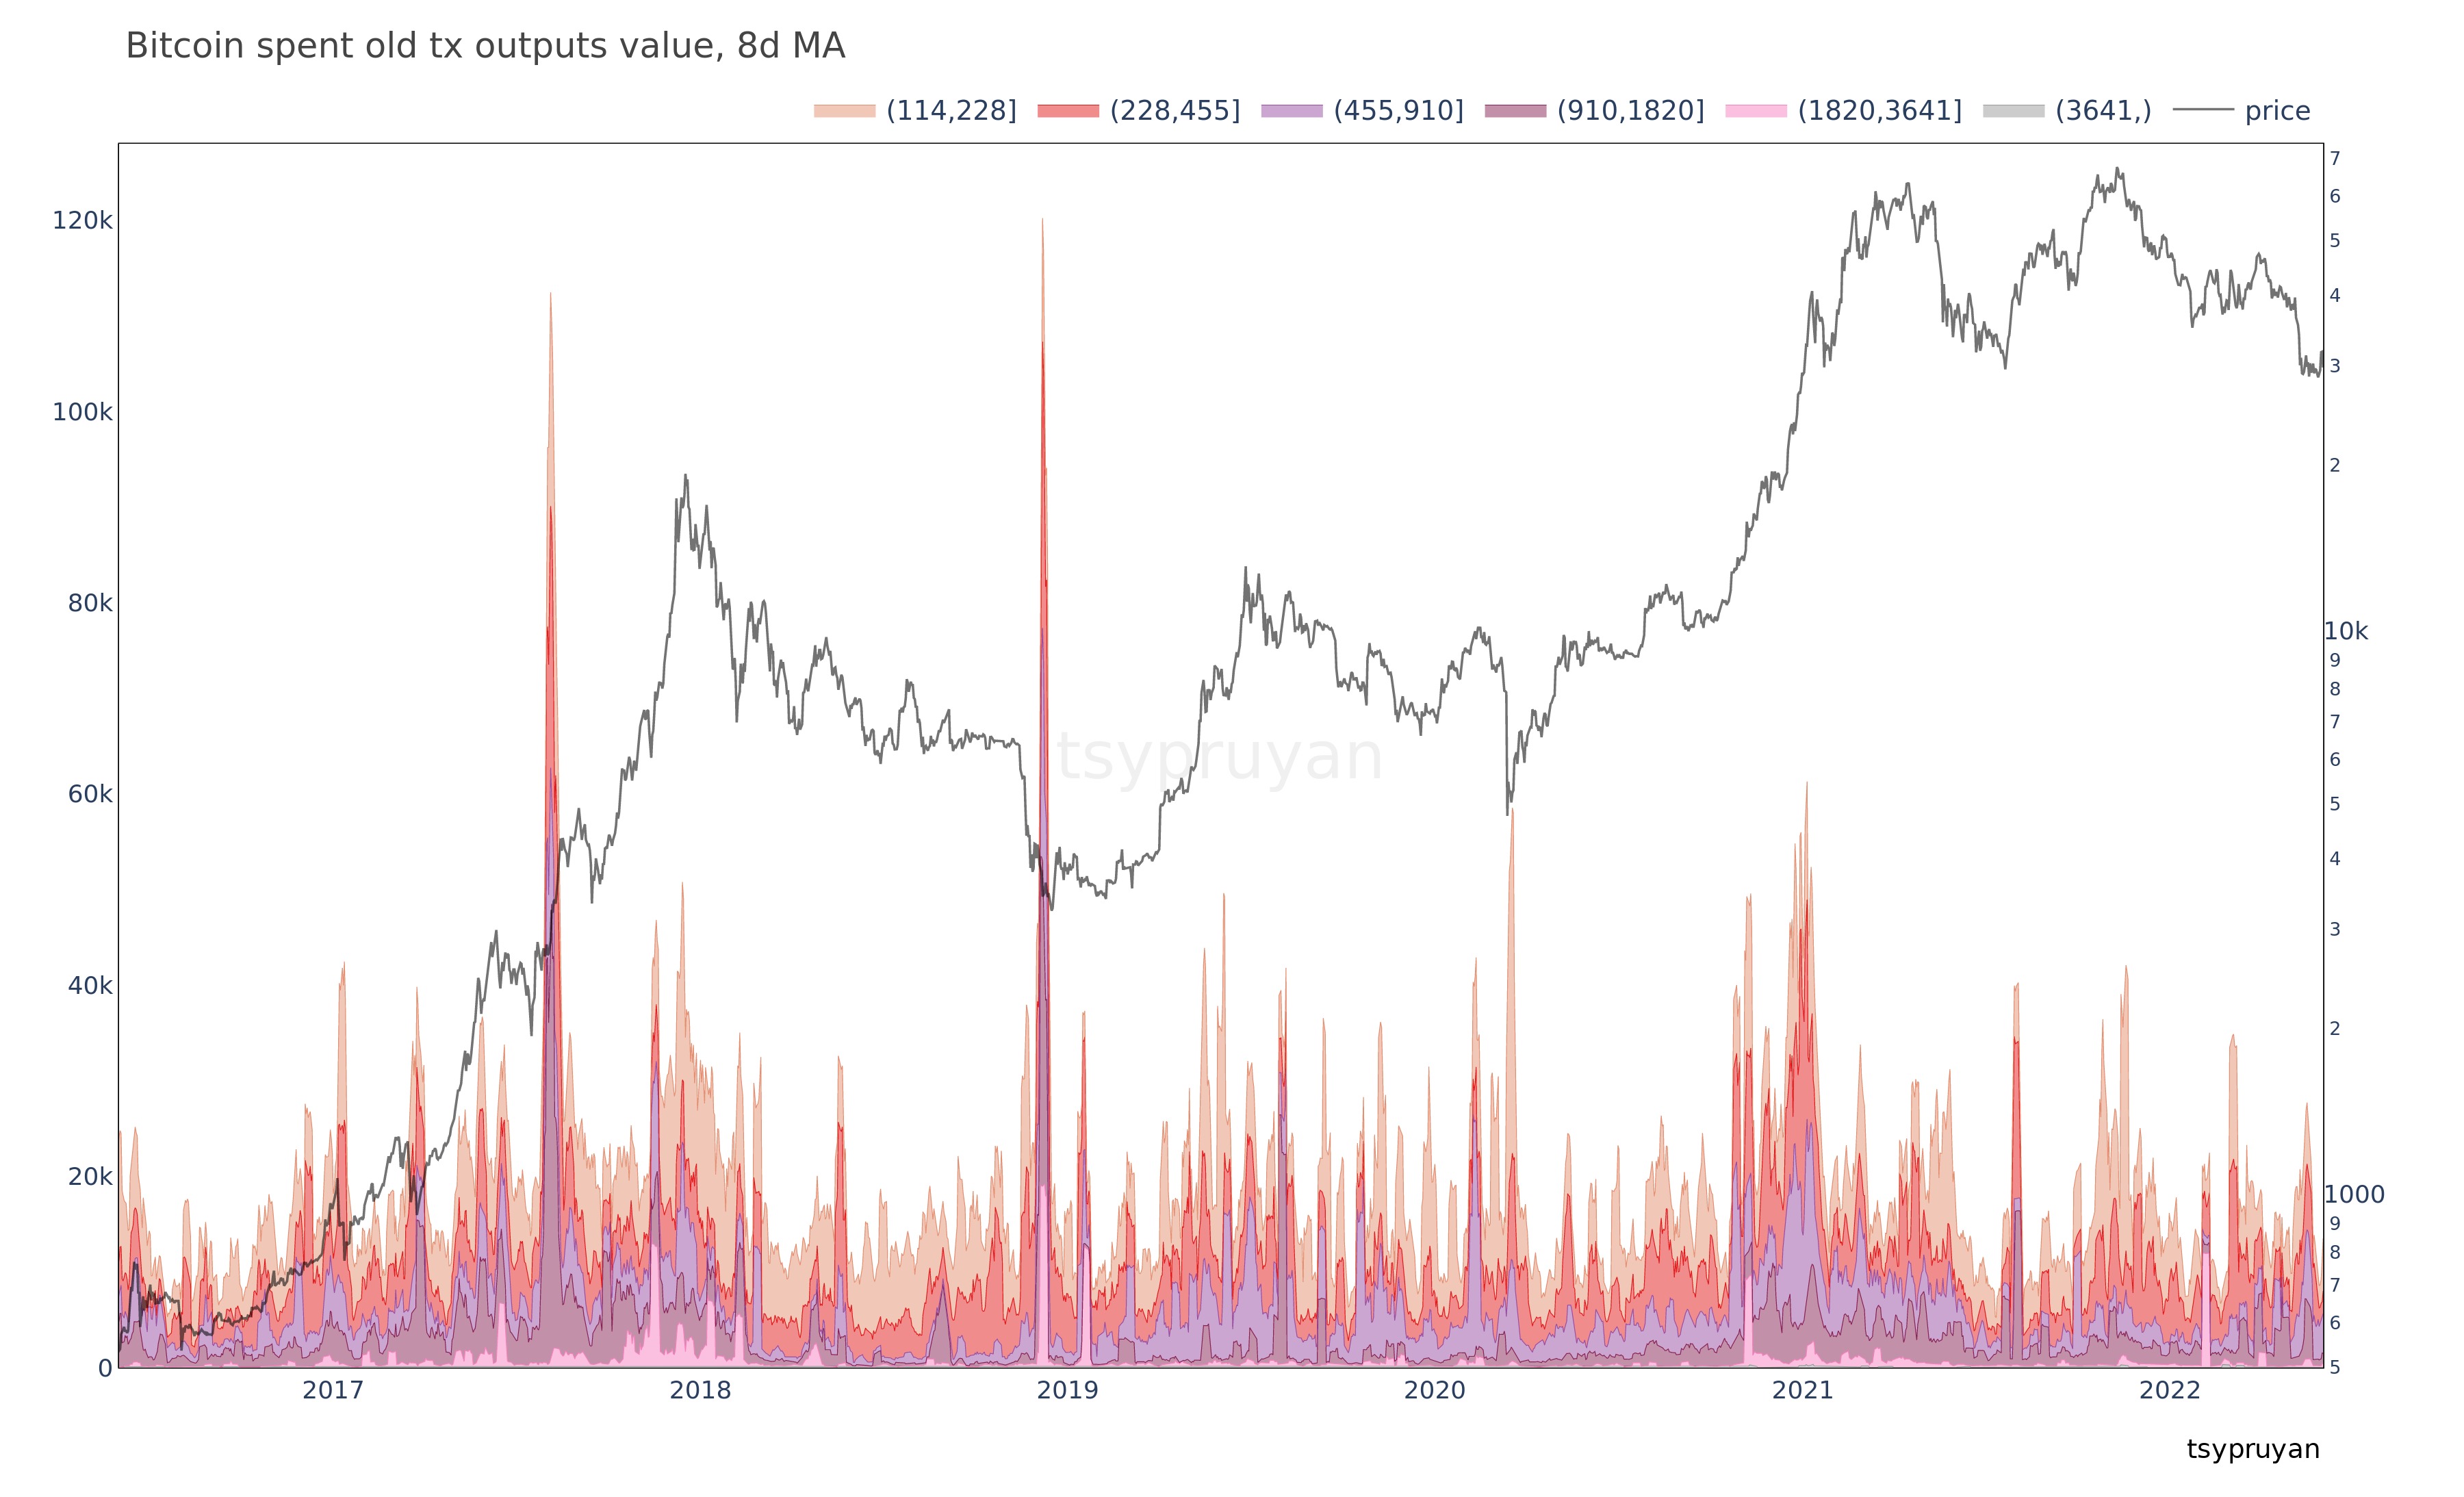 Bitcoin spent old tx outputs value, 8d MA
(114,228] (228,455] (455,910] (910,1820] (1820,3641] (3641,) price
120k
100k
80k
60k
40k
20k
0
7
6
5
4
3
2
10k
9
8
7
6
5
4
3
2
1000
9
8
7
6
5
tsypruyan
2017 2018 2019 2020 2021 2022
tsypruyan